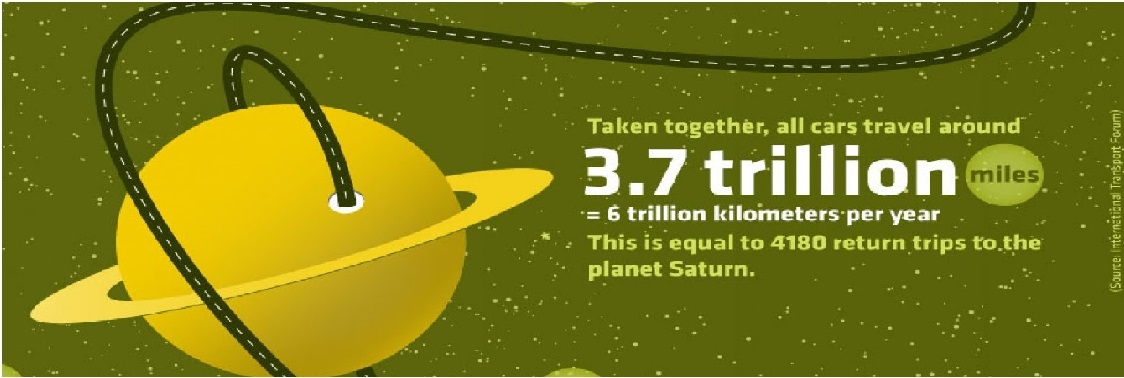 Taken together, all cars travel around
3.7 trillion miles
= 6 trillion kilometers per year
This is equal to 4180 return trips to the
planet Saturn.
(Source: International Transport Forum)